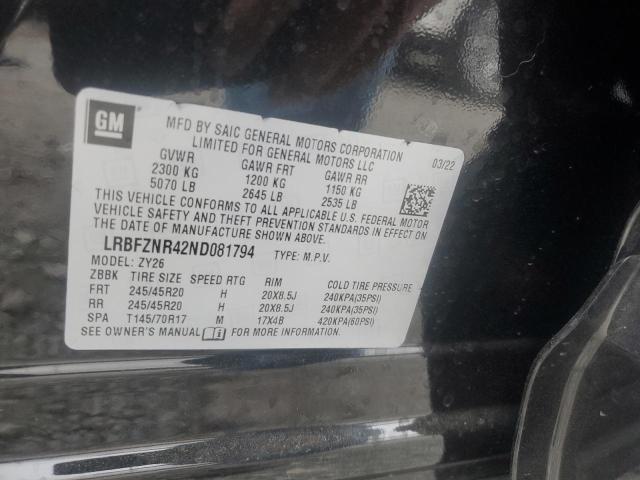 GM
MFD BY SAIC GENERAL MOTORS CORPORATION
LIMITED FOR GENERAL MOTORS LLC
03/22
GVWR GAWR FRT GAWR RR
2300 KG 1200 KG 1150 KG
5070 LB 2645 LB 2535 LB
THIS VEHICLE CONFORMS TO ALL APPLICABLE U.S. FEDERAL MOTOR
VEHICLE SAFETY AND THEFT PREVENTION STANDARDS IN EFFECT ON
THE DATE OF MANUFACTURE SHOWN ABOVE.
LRBFZNR42ND081794 TYPE: M.P.V.
MODEL: ZY26
ZBBK TIRE SIZE SPEED RTG RIM COLD TIRE PRESSURE
FRT 245/45R20 H 20X8.5J 240KPA(35PSI)
RR 245/45R20 H 20X8.5J 240KPA(35PSI)
SPA T145/70R17 M 17X4B 420KPA(60PSI)
SEE OWNER'S MANUAL FOR MORE INFORMATION.